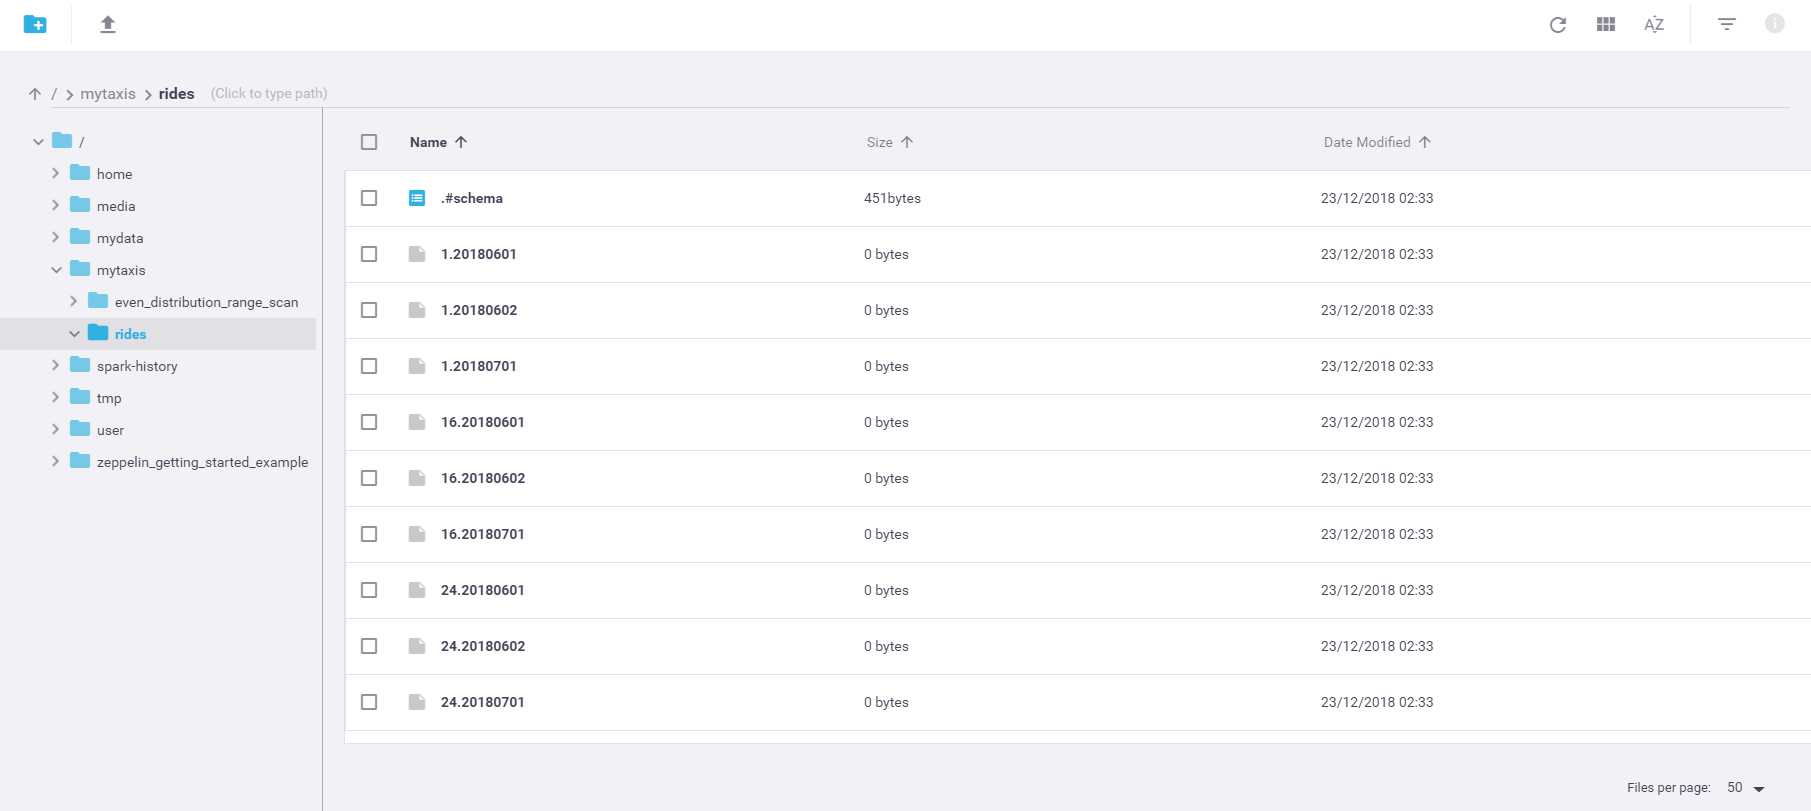 AZ
/ mytaxis rides (Click to type path)
/
home
media
mydata
mytaxis
even_distribution_range_scan
rides
spark-history
tmp
user
zeppelin_getting_started_example
Name Size Date Modified
.#schema 451bytes 23/12/2018 02:33
1.20180601 0 bytes 23/12/2018 02:33
1.20180602 0 bytes 23/12/2018 02:33
1.20180701 0 bytes 23/12/2018 02:33
16.20180601 0 bytes 23/12/2018 02:33
16.20180602 0 bytes 23/12/2018 02:33
16.20180701 0 bytes 23/12/2018 02:33
24.20180601 0 bytes 23/12/2018 02:33
24.20180602 0 bytes 23/12/2018 02:33
24.20180701 0 bytes 23/12/2018 02:33
Files per page: 50